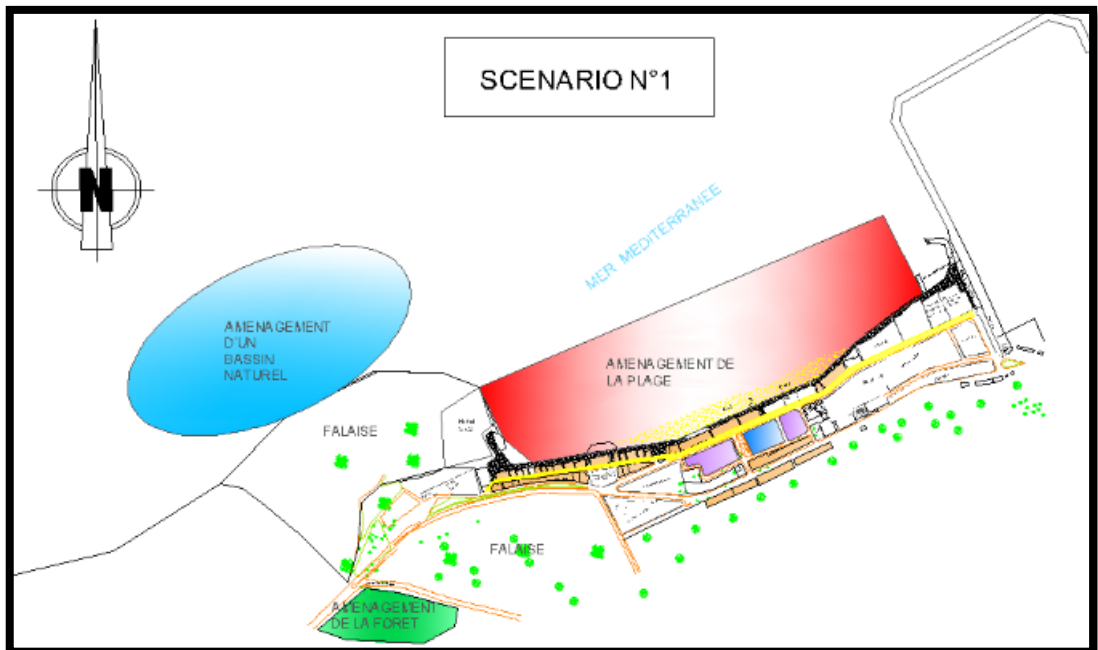 SCENARIO N°1
N
MER MEDITERRANEE
AMENAGEMENT
D'UN
BASSIN
NATUREL
AMENAGEMENT DE
LA PLAGE
FALAISE
FALAISE
AMENAGEMENT
DE LA FORET